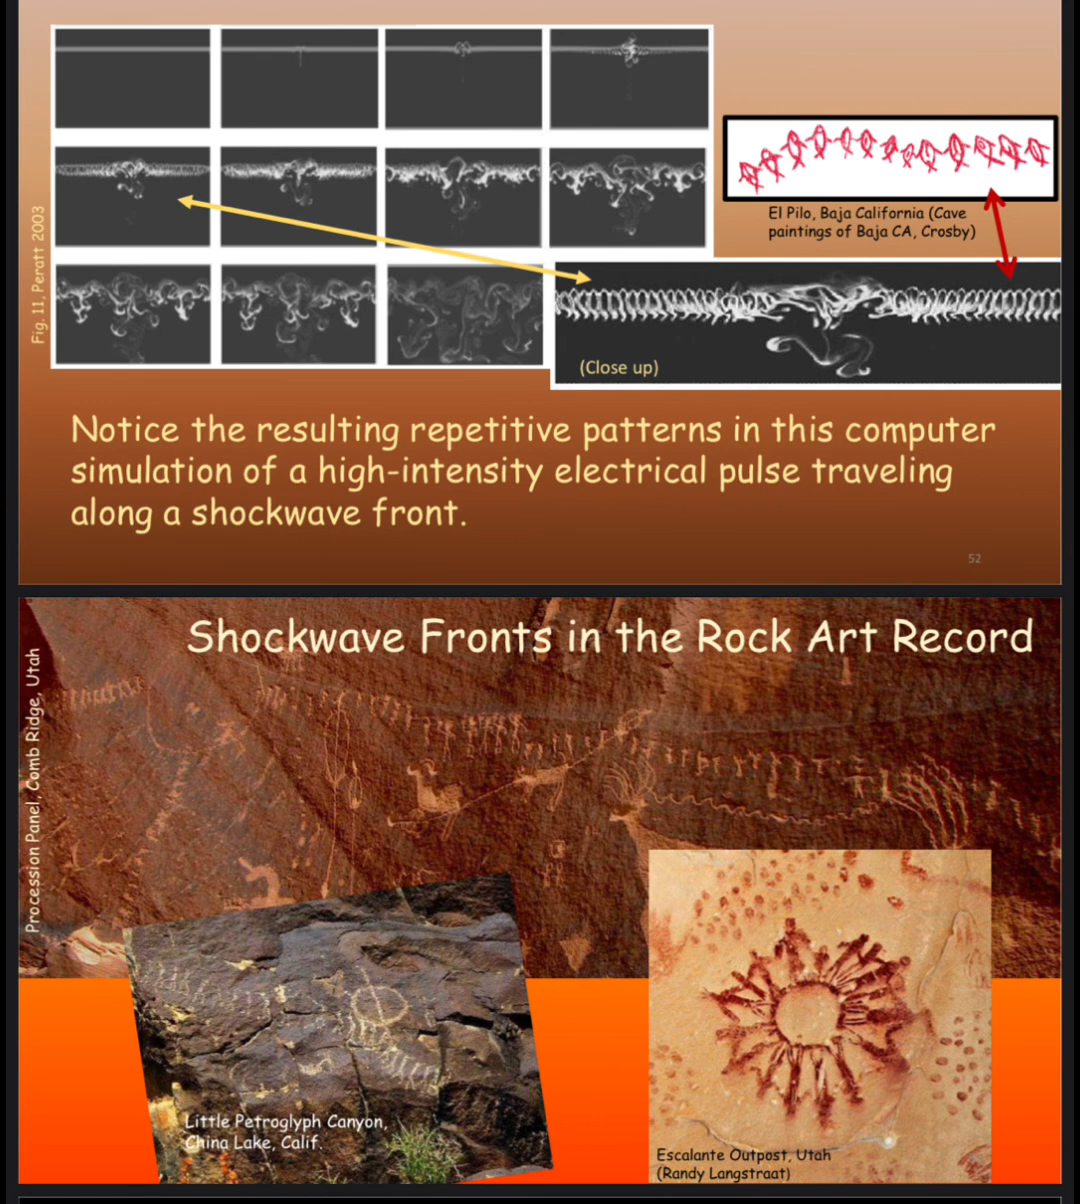 Fig. 11, Peratt 2003
El Pilo, Baja California (Cave
paintings of Baja CA, Crosby)
(Close up)
Notice the resulting repetitive patterns in this computer
simulation of a high-intensity electrical pulse traveling
along a shockwave front.
52
Shockwave Fronts in the Rock Art Record
Procession Panel, Comb Ridge, Utah
Little Petroglyph Canyon,
China Lake, Calif.
Escalante Outpost, Utah
(Randy Langstraat)